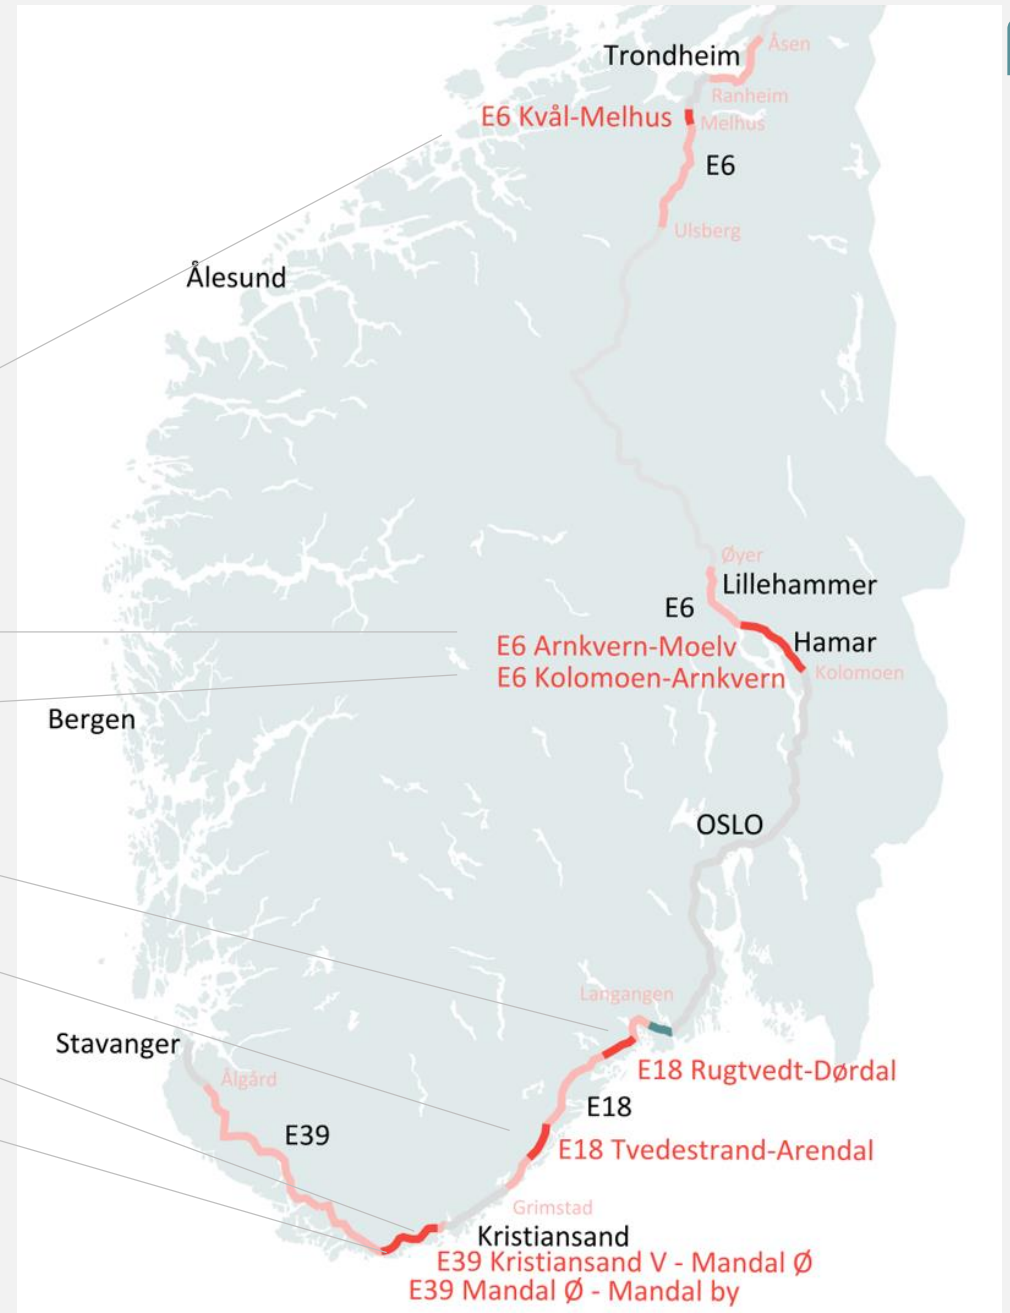 Åsen
Trondheim
Ranheim
E6 Kvål-Melhus
Melhus
E6
Ulsberg
Ålesund
Øyer
Lillehammer
E6
Hamar
E6 Arnkvern-Moelv
E6 Kolomoen-Arnkvern
Kolomoen
Bergen
OSLO
Langangen
Stavanger
E18 Rugtvedt-Dørdal
Ålgård
E18
E39
E18 Tvedestrand-Arendal
Grimstad
Kristiansand
E39 Kristiansand V - Mandal Ø
E39 Mandal Ø - Mandal by